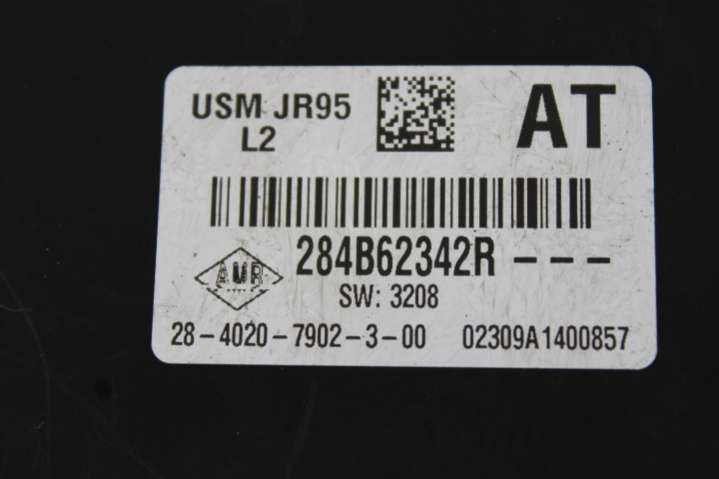 USM JR95
L2
AT
284B62342R – – –
AMR
SW: 3208
28-4020-7902-3-00 02309A1400857